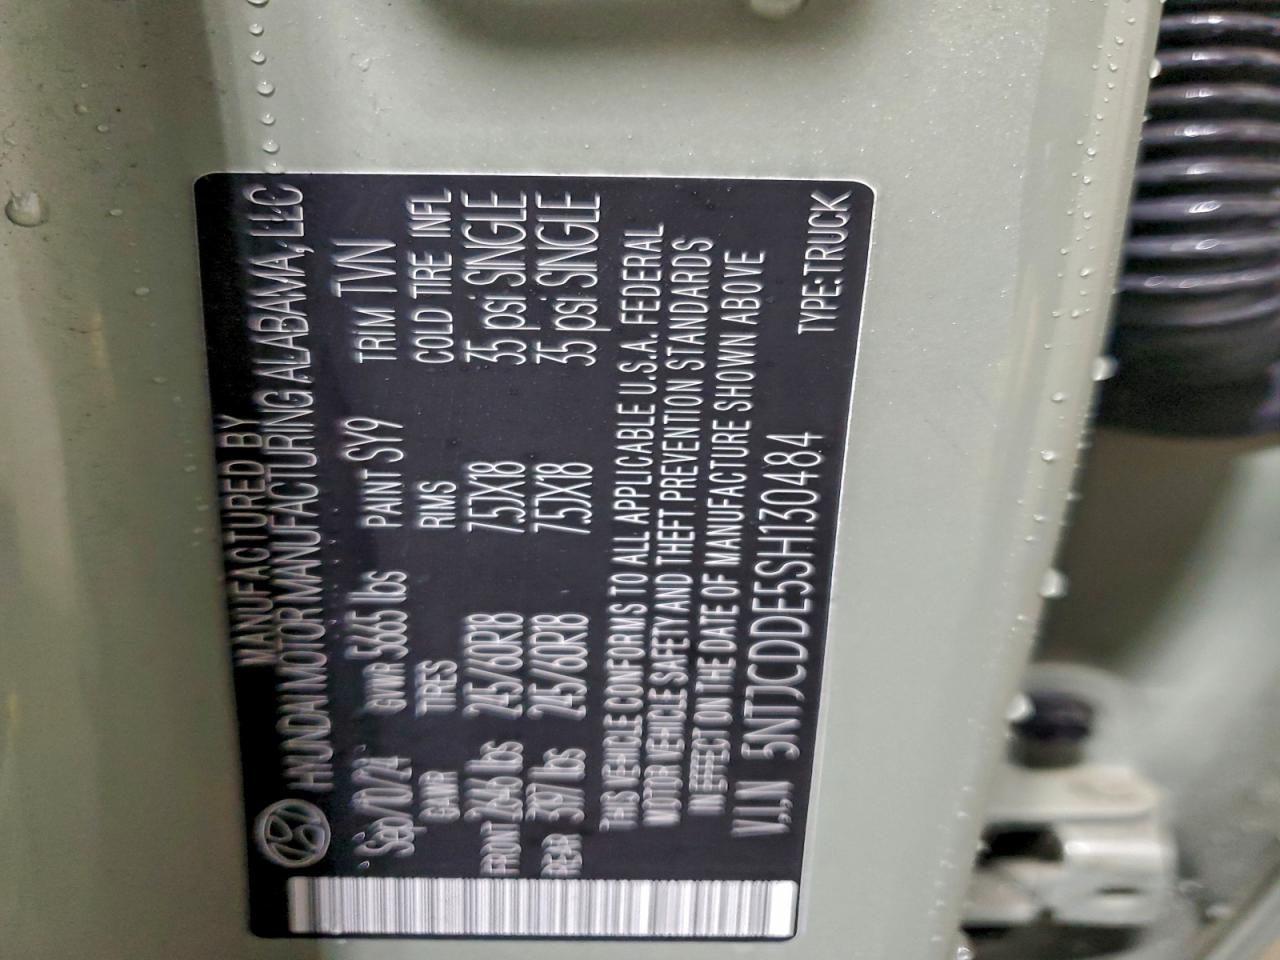 MANUFACTURED BY
HYUNDAI MOTOR MANUFACTURING ALABAMA, LLC
Sep/10/24 GVWR 5665 lbs PAINT SY9 TRIM TVN
GAWR TIRES RIMS COLD TIRE INFL
FRONT 2646 lbs 245/60R18 7.5JX18 35 psi SINGLE
REAR 3197 lbs 245/60R18 7.5JX18 35 psi SINGLE
THIS VEHICLE CONFORMS TO ALL APPLICABLE U.S.A. FEDERAL
MOTOR VEHICLE SAFETY AND THEFT PREVENTION STANDARDS
IN EFFECT ON THE DATE OF MANUFACTURE SHOWN ABOVE
V.I.N 5NTJCDDE5SH130484
TYPE:TRUCK